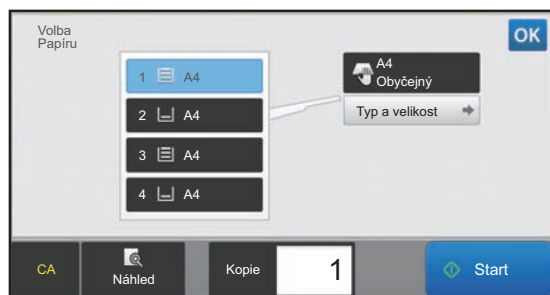 Volba
Papíru
OK
1 A4
2 A4
3 A4
4 A4
A4
Obyčejný
Typ a velikost
CA
Náhled
Kopie
1
Start